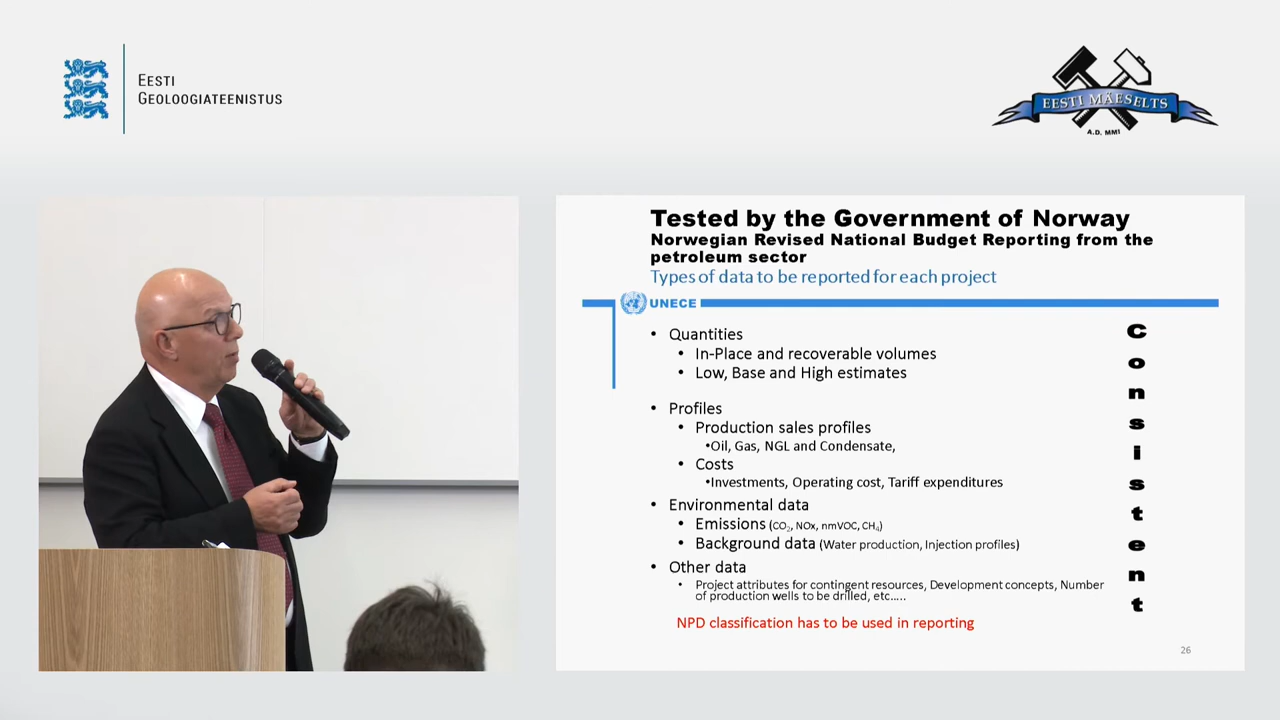 EESTI
GEOLOOGIATEENISTUS
EESTI MÄESELTS
A.D. MMI
Tested by the Government of Norway
Norwegian Revised National Budget Reporting from the
petroleum sector
Types of data to be reported for each project
UNECE
• Quantities
• In-Place and recoverable volumes
• Low, Base and High estimates
• Profiles
• Production sales profiles
•Oil, Gas, NGL and Condensate,
• Costs
•Investments, Operating cost, Tariff expenditures
• Environmental data
• Emissions (CO₂, NOx, nmVOC, CH₄)
• Background data (Water production, Injection profiles)
• Other data
• Project attributes for contingent resources, Development concepts, Number
of production wells to be drilled, etc.....
NPD classification has to be used in reporting
Consistent
26